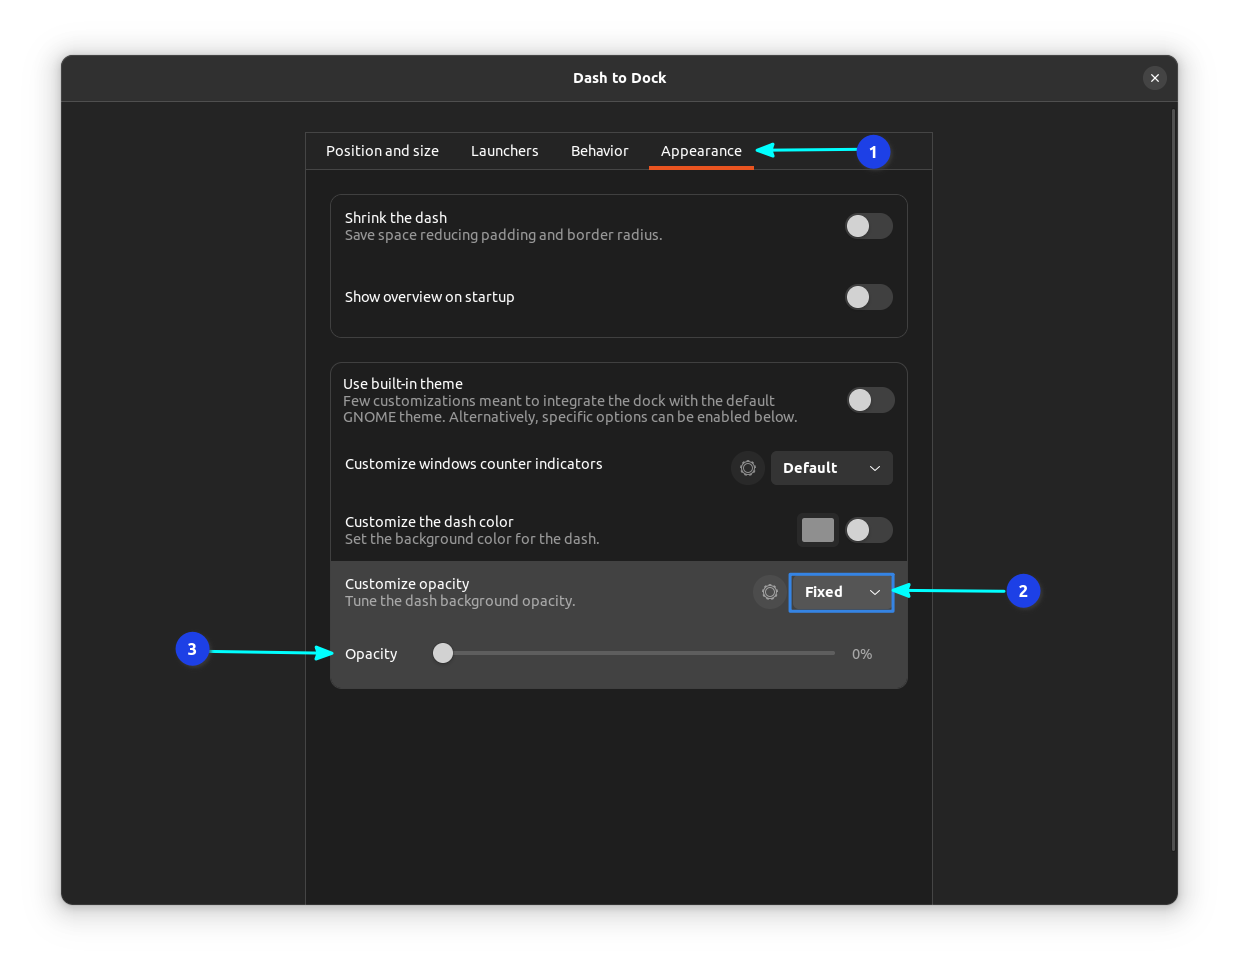 Dash to Dock
Position and size
Launchers
Behavior
Appearance
1
Shrink the dash
Save space reducing padding and border radius.
Show overview on startup
Use built-in theme
Few customizations meant to integrate the dock with the default
GNOME theme. Alternatively, specific options can be enabled below.
Customize windows counter indicators
Default
Customize the dash color
Set the background color for the dash.
Customize opacity
Tune the dash background opacity.
Fixed
2
3
Opacity
0%